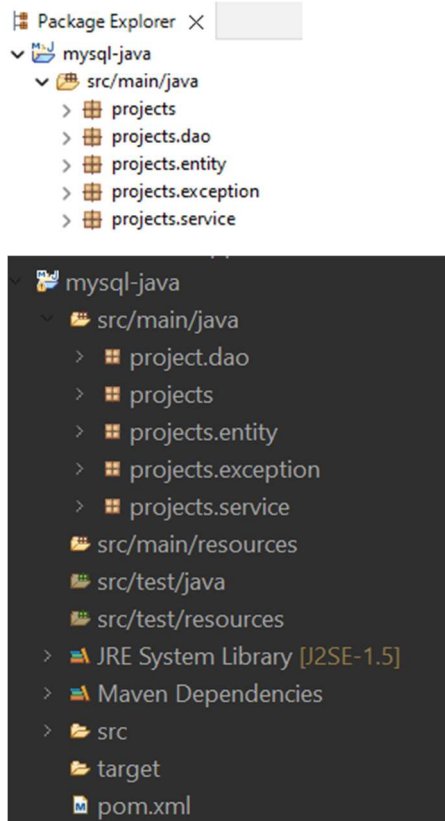 Package Explorer
mysql-java
src/main/java
projects
projects.dao
projects.entity
projects.exception
projects.service
mysql-java
src/main/java
project.dao
projects
projects.entity
projects.exception
projects.service
src/main/resources
src/test/java
src/test/resources
JRE System Library [J2SE-1.5]
Maven Dependencies
src
target
pom.xml